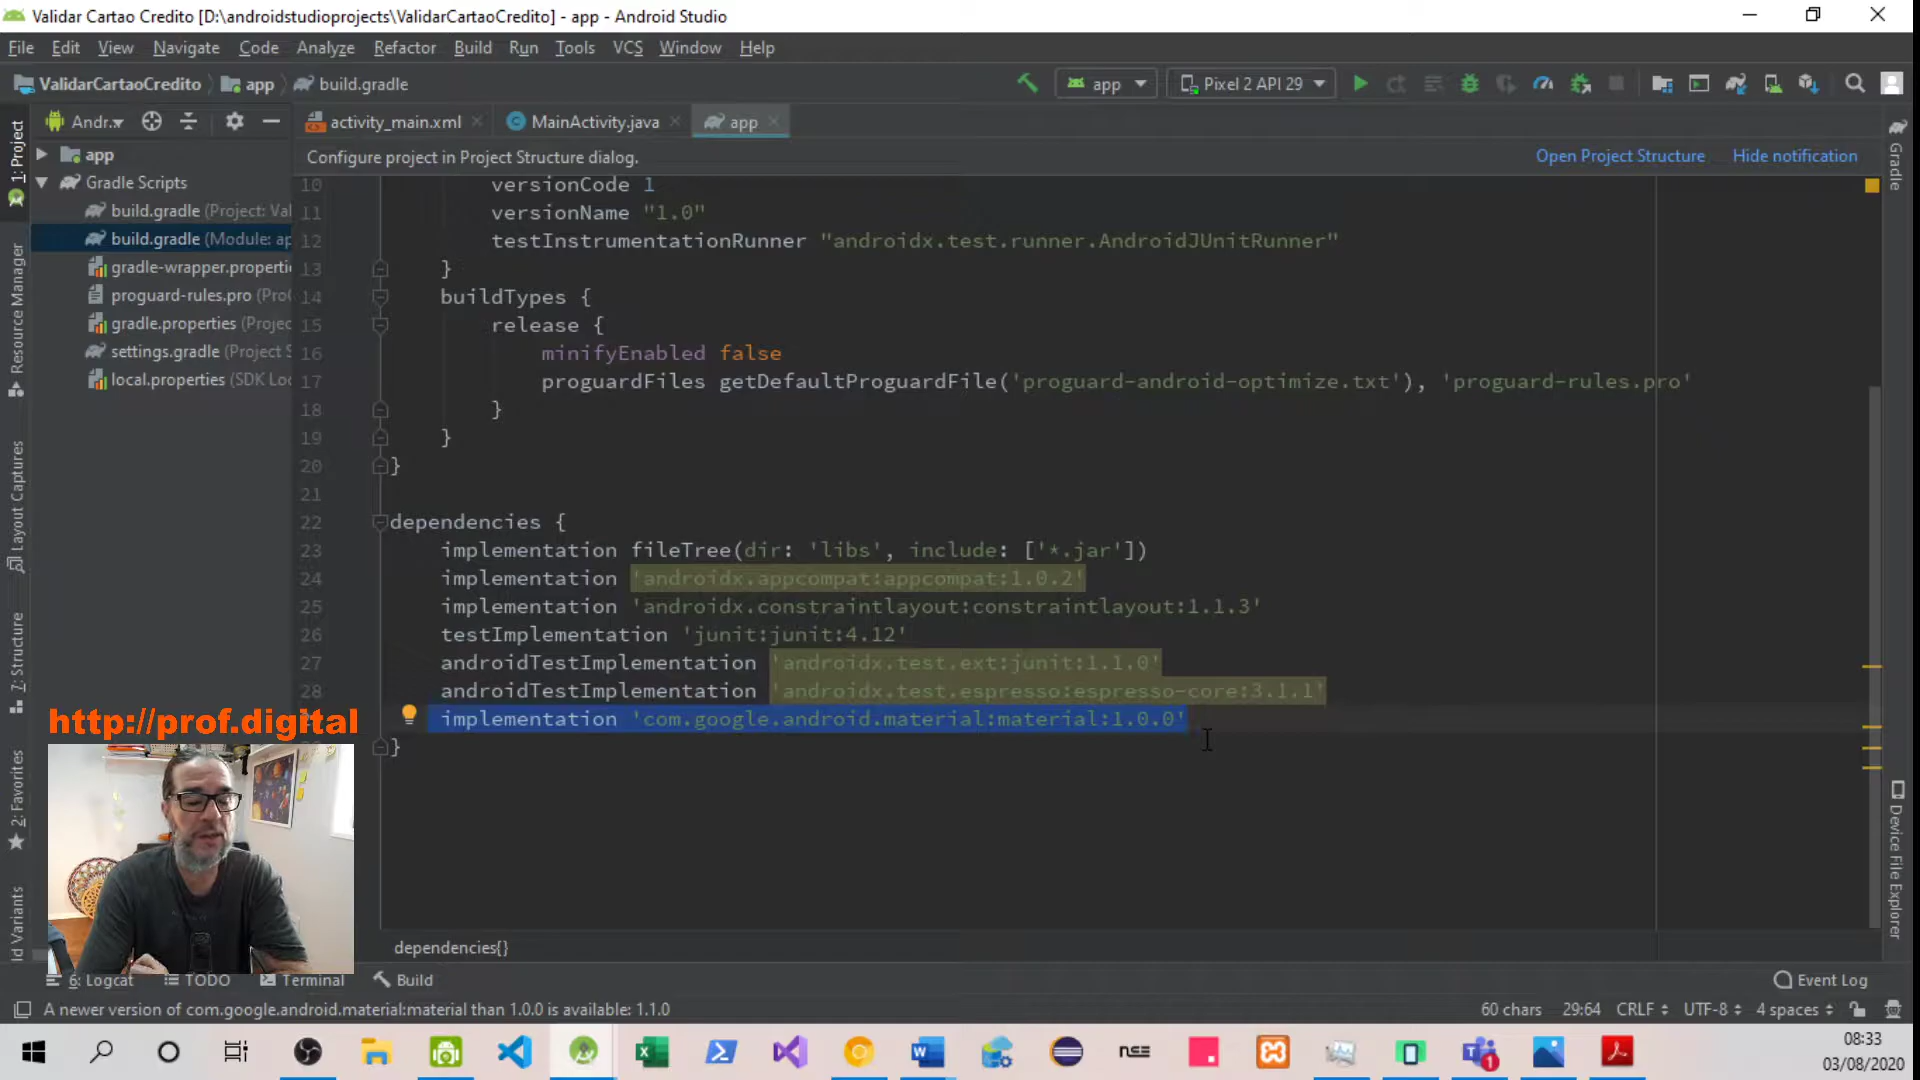 Validar Cartao Credito [D:\androidstudioprojects\ValidarCartaoCredito] - app - Android Studio
File Edit View Navigate Code Analyze Refactor Build Run Tools VCS Window Help
ValidarCartaoCredito app build.gradle app Pixel 2 API 29
Andr.. activity_main.xml MainActivity.java app
Configure project in Project Structure dialog. Open Project Structure Hide notification
1: Project
Resource Manager
Layout Captures
7: Structure
2: Favorites
ld Variants
app
Gradle Scripts
build.gradle (Project: Val
build.gradle (Module: ap
gradle-wrapper.properti
proguard-rules.pro (Pro
gradle.properties (Projec
settings.gradle (Project S
local.properties (SDK Loc
10 versionCode 1
11 versionName "1.0"
12 testInstrumentationRunner "androidx.test.runner.AndroidJUnitRunner"
13 }
14 buildTypes {
15 release {
16 minifyEnabled false
17 proguardFiles getDefaultProguardFile('proguard-android-optimize.txt'), 'proguard-rules.pro'
18 }
19 }
20 }
21
22 dependencies {
23 implementation fileTree(dir: 'libs', include: ['*.jar'])
24 implementation 'androidx.appcompat:appcompat:1.0.2'
25 implementation 'androidx.constraintlayout:constraintlayout:1.1.3'
26 testImplementation 'junit:junit:4.12'
27 androidTestImplementation 'androidx.test.ext:junit:1.1.0'
28 androidTestImplementation 'androidx.test.espresso:espresso-core:3.1.1'
implementation 'com.google.android.material:material:1.0.0'
}
http://prof.digital
Gradle
Device File Explorer
dependencies{}
6: Logcat TODO Terminal Build Event Log
A newer version of com.google.android.material:material than 1.0.0 is available: 1.1.0 60 chars 29:64 CRLF UTF-8 4 spaces
NSE
1
08:33
03/08/2020